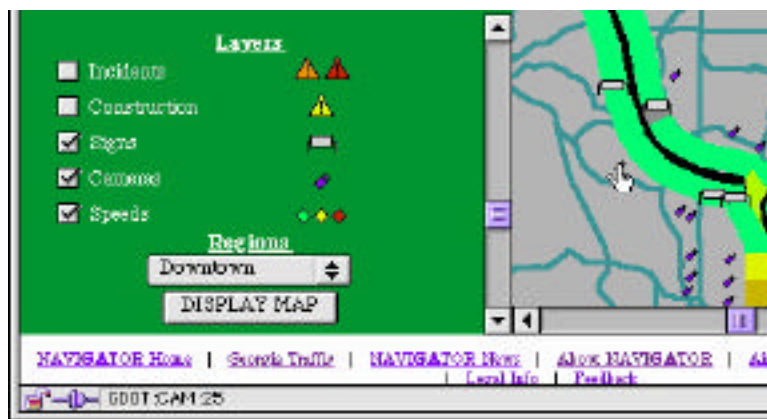 Layers
Incidents
Construction
Signs
Cameras
Speeds
Regions
Downtown
DISPLAY MAP
NAVIGATOR Home | Georgia Traffic | NAVIGATOR News | About NAVIGATOR |
Legal Info | Feedback
GDOT:CAM:25